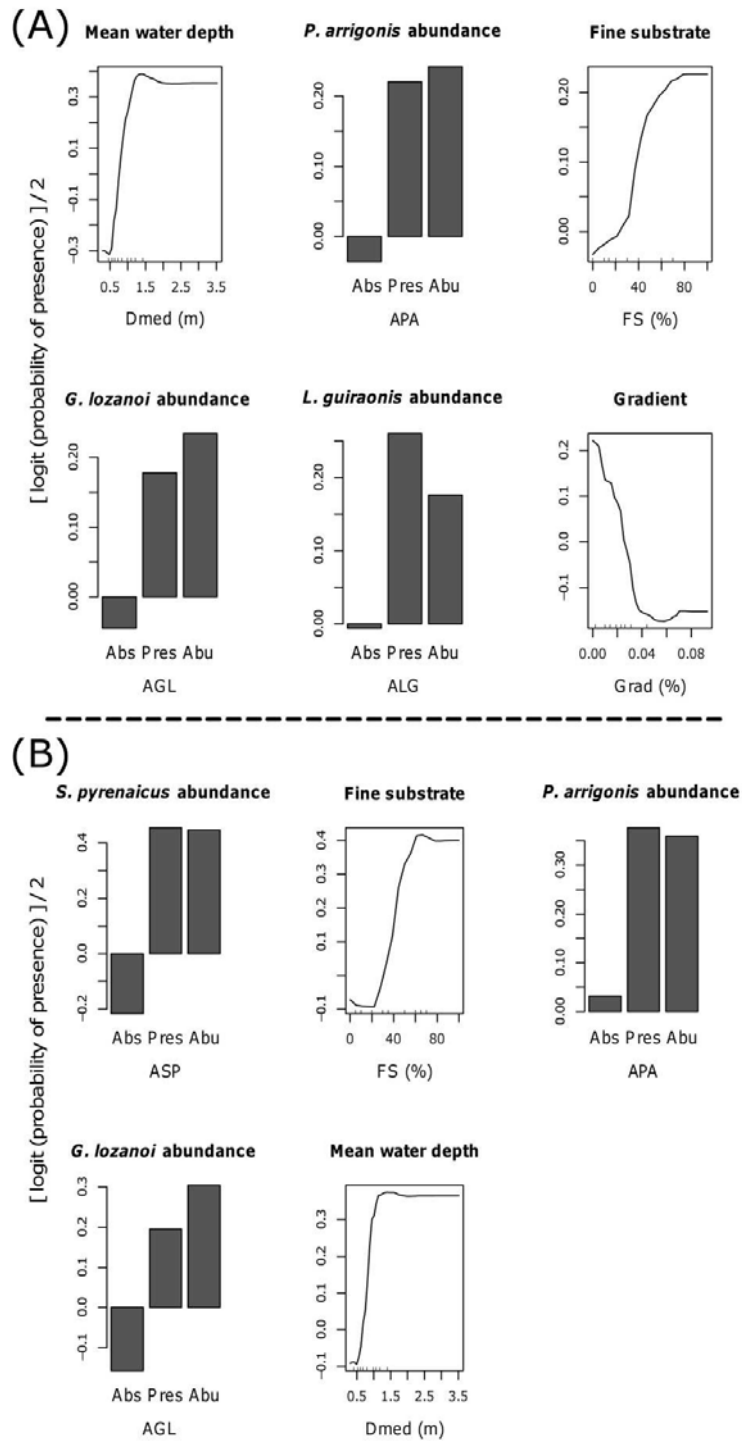 (A)
Mean water depth
P. arrigonis abundance
Fine substrate
0.3
0.1
-0.1
-0.3
0.5 1.5 2.5 3.5
Dmed (m)
0.20
0.10
0.00
Abs Pres Abu
APA
0.20
0.10
0.00
0 40 80
FS (%)
[ logit (probability of presence) ] / 2
G. lozanoi abundance
L. guiraonis abundance
Gradient
0.20
0.10
0.00
Abs Pres Abu
AGL
0.20
0.10
0.00
Abs Pres Abu
ALG
0.2
0.1
0.0
-0.1
0.00 0.04 0.08
Grad (%)
(B)
S. pyrenaicus abundance
Fine substrate
P. arrigonis abundance
0.4
0.2
0.0
-0.2
Abs Pres Abu
ASP
0.4
0.3
0.2
0.1
-0.1
0 40 80
FS (%)
0.30
0.20
0.10
0.00
Abs Pres Abu
APA
[ logit (probability of presence) ] / 2
G. lozanoi abundance
Mean water depth
0.3
0.2
0.1
0.0
-0.1
Abs Pres Abu
AGL
0.3
0.2
0.1
0.0
-0.1
0.5 1.5 2.5 3.5
Dmed (m)